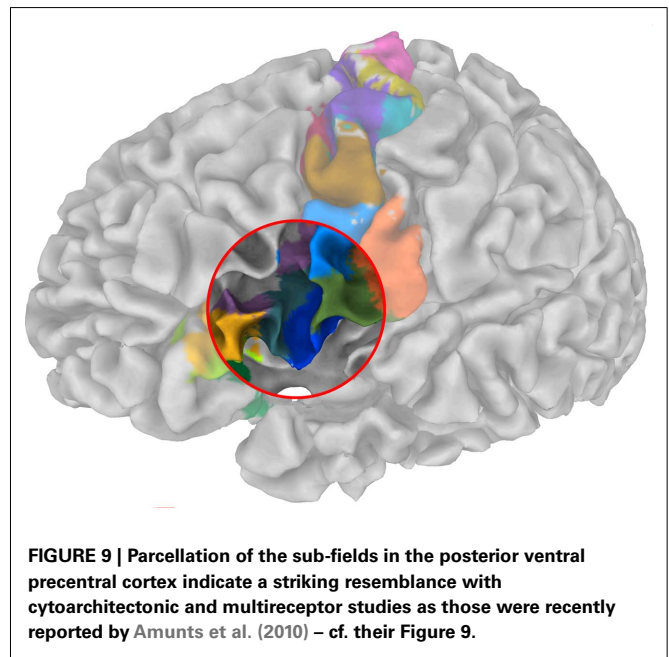 FIGURE 9 | Parcellation of the sub-fields in the posterior ventral
precentral cortex indicate a striking resemblance with
cytoarchitectonic and multireceptor studies as those were recently
reported by Amunts et al. (2010) – cf. their Figure 9.